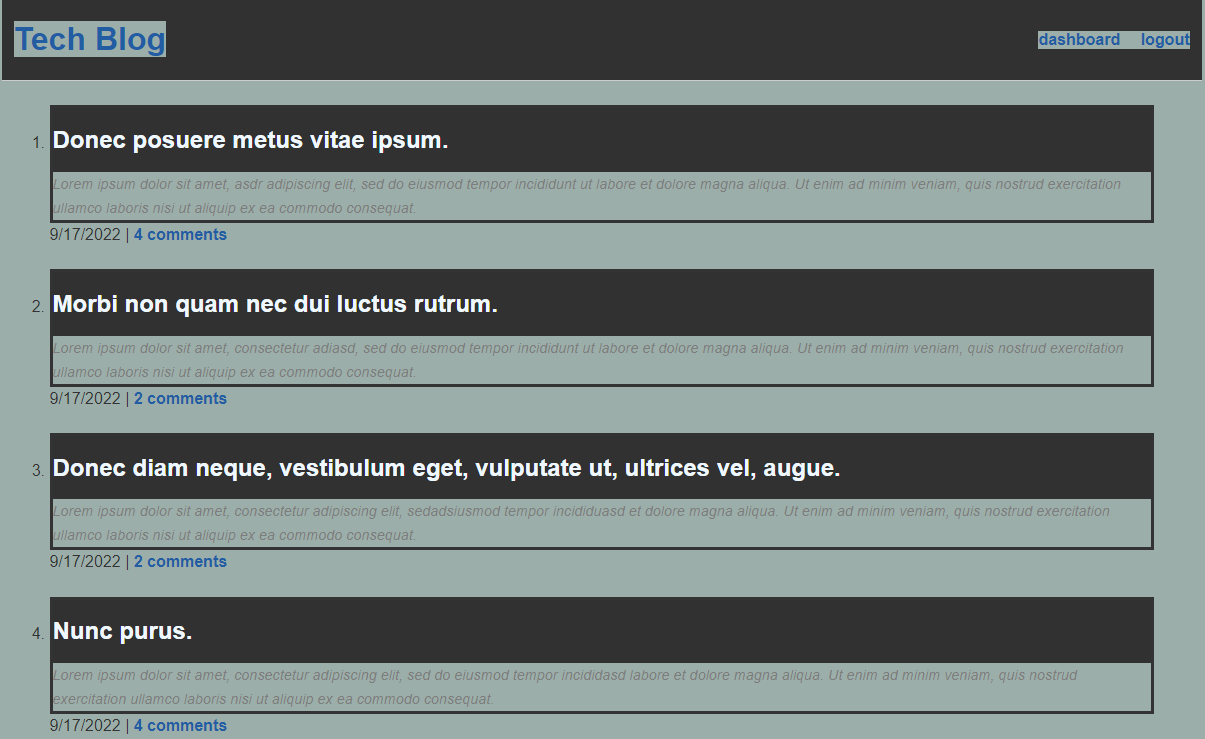 Tech Blog
dashboard logout
1. Donec posuere metus vitae ipsum.
Lorem ipsum dolor sit amet, asdr adipiscing elit, sed do eiusmod tempor incididunt ut labore et dolore magna aliqua. Ut enim ad minim veniam, quis nostrud exercitation
ullamco laboris nisi ut aliquip ex ea commodo consequat.
9/17/2022 | 4 comments
2. Morbi non quam nec dui luctus rutrum.
Lorem ipsum dolor sit amet, consectetur adiasd, sed do eiusmod tempor incididunt ut labore et dolore magna aliqua. Ut enim ad minim veniam, quis nostrud exercitation
ullamco laboris nisi ut aliquip ex ea commodo consequat.
9/17/2022 | 2 comments
3. Donec diam neque, vestibulum eget, vulputate ut, ultrices vel, augue.
Lorem ipsum dolor sit amet, consectetur adipiscing elit, sedadsiusmod tempor incididuasd et dolore magna aliqua. Ut enim ad minim veniam, quis nostrud exercitation
ullamco laboris nisi ut aliquip ex ea commodo consequat.
9/17/2022 | 2 comments
4. Nunc purus.
Lorem ipsum dolor sit amet, consectetur adipiscing elit, sed do eiusmod tempor incididasd labore et dolore magna aliqua. Ut enim ad minim veniam, quis nostrud
exercitation ullamco laboris nisi ut aliquip ex ea commodo consequat.
9/17/2022 | 4 comments